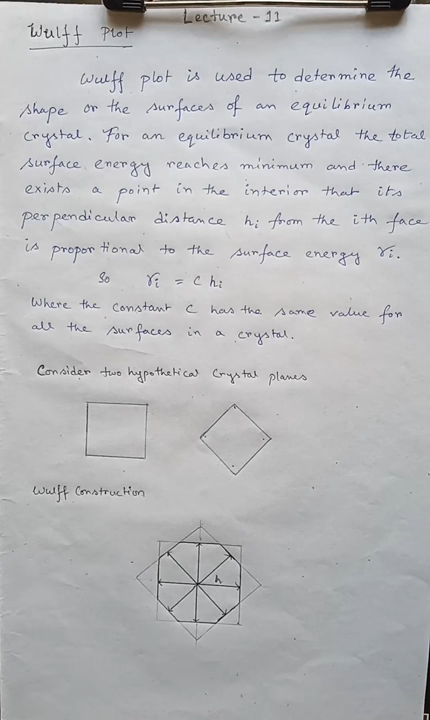 Lecture - 11
Wulff Plot
Wulff plot is used to determine the
shape or the surfaces of an equilibrium
crystal. For an equilibrium crystal the total
surface energy reaches minimum and there
exists a point in the interior that its
perpendicular distance hi from the ith face
is proportional to the surface energy γi.
So γi = c hi
Where the constant C has the same value for
all the surfaces in a crystal.
Consider two hypothetical crystal planes
Wulff Construction
h